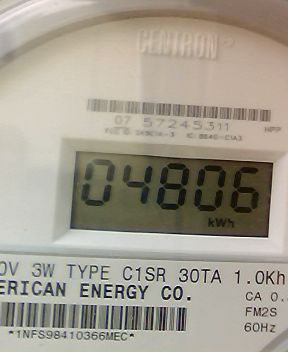 CENTRON
07 57245311
HPP
04806
kWh
0V 3W TYPE C1SR 30TA 1.0Kh
ERICAN ENERGY CO.
CA 0.
FM2S
60Hz
*1NFS98410366MEC*